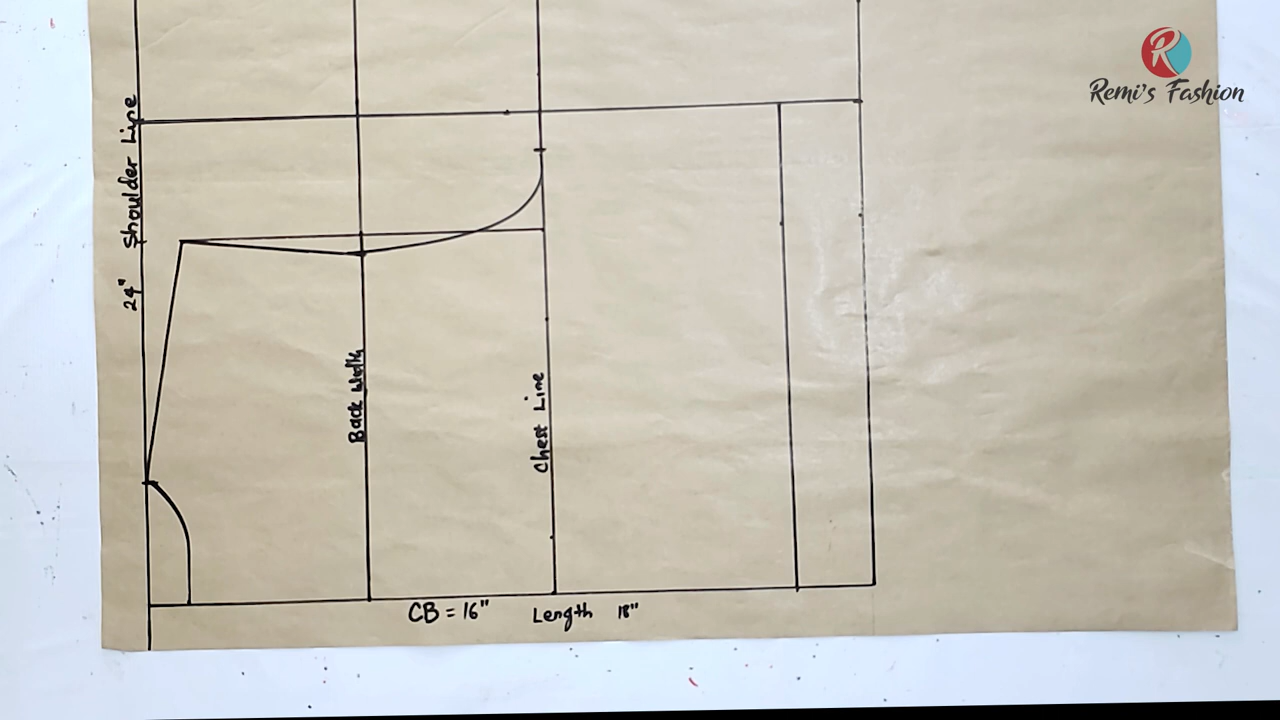 Remi's Fashion
24" Shoulder Line
Back Width
Chest Line
CB = 16" Length 18"